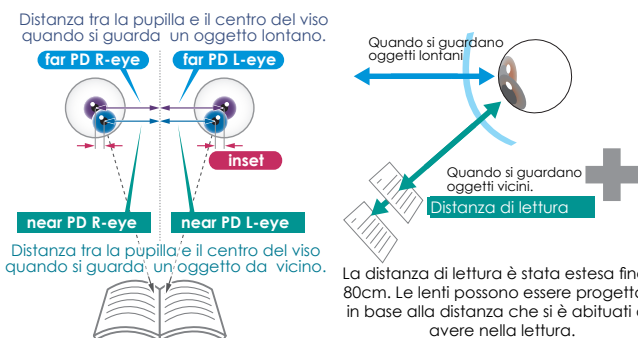 Distanza tra la pupilla e il centro del viso
quando si guarda un oggetto lontano.
far PD R-eye
far PD L-eye
inset
near PD R-eye
near PD L-eye
Distanza tra la pupilla e il centro del viso
quando si guarda un oggetto da vicino.
Quando si guardano
oggetti lontani
Quando si guardano
oggetti vicini.
Distanza di lettura
La distanza di lettura è stata estesa fin
80cm. Le lenti possono essere progetta
in base alla distanza che si è abituati
avere nella lettura.